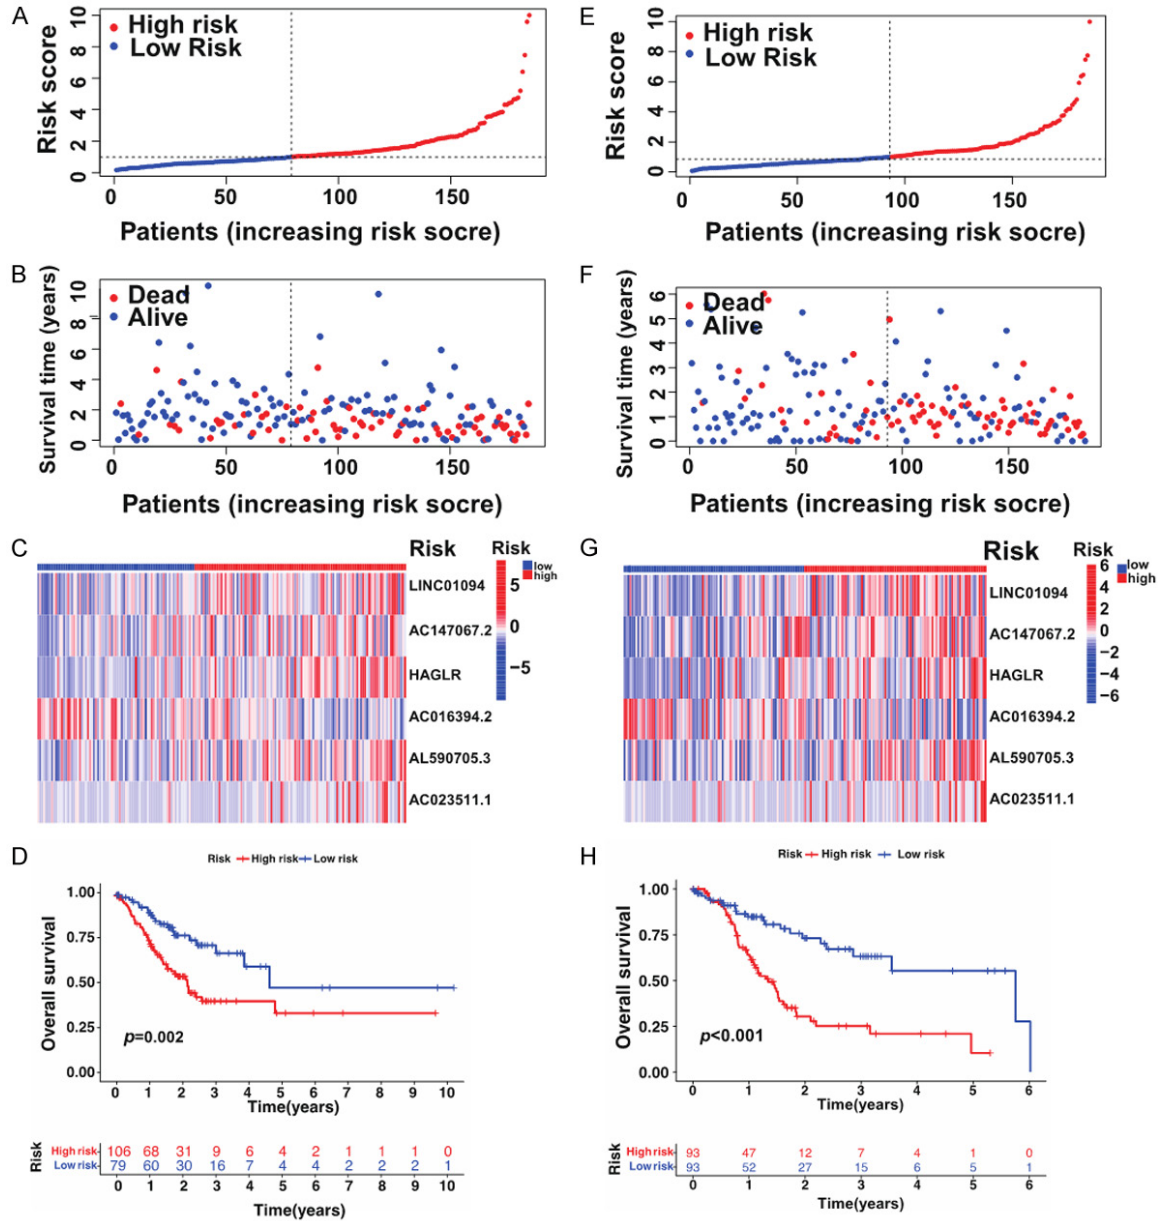 A
Risk score
10
8
6
4
2
0
High risk
Low Risk
0 50 100 150
Patients (increasing risk socre)
E
Risk score
10
8
6
4
2
0
High risk
Low Risk
0 50 100 150
Patients (increasing risk socre)
B
Survival time (years)
10
8
6
4
2
0
Dead
Alive
0 50 100 150
Patients (increasing risk socre)
F
Survival time (years)
6
5
4
3
2
1
0
Dead
Alive
0 50 100 150
Patients (increasing risk socre)
C
Risk
LINC01094
AC147067.2
HAGLR
AC016394.2
AL590705.3
AC023511.1
Risk
low
high
5
0
−5
G
Risk
LINC01094
AC147067.2
HAGLR
AC016394.2
AL590705.3
AC023511.1
Risk
low
high
6
4
2
0
−2
−4
−6
D
Risk High risk Low risk
Overall survival
1.00
0.75
0.50
0.25
0.00
p=0.002
0 1 2 3 4 5 6 7 8 9 10
Time(years)
Risk
High risk 106 68 31 9 6 4 2 1 1 1 0
Low risk 79 60 30 16 7 4 4 2 2 2 1
0 1 2 3 4 5 6 7 8 9 10
Time(years)
H
Risk High risk Low risk
Overall survival
1.00
0.75
0.50
0.25
0.00
p<0.001
0 1 2 3 4 5 6
Time(years)
Risk
High risk 93 47 12 7 4 1 0
Low risk 93 52 27 15 6 5 1
0 1 2 3 4 5 6
Time(years)